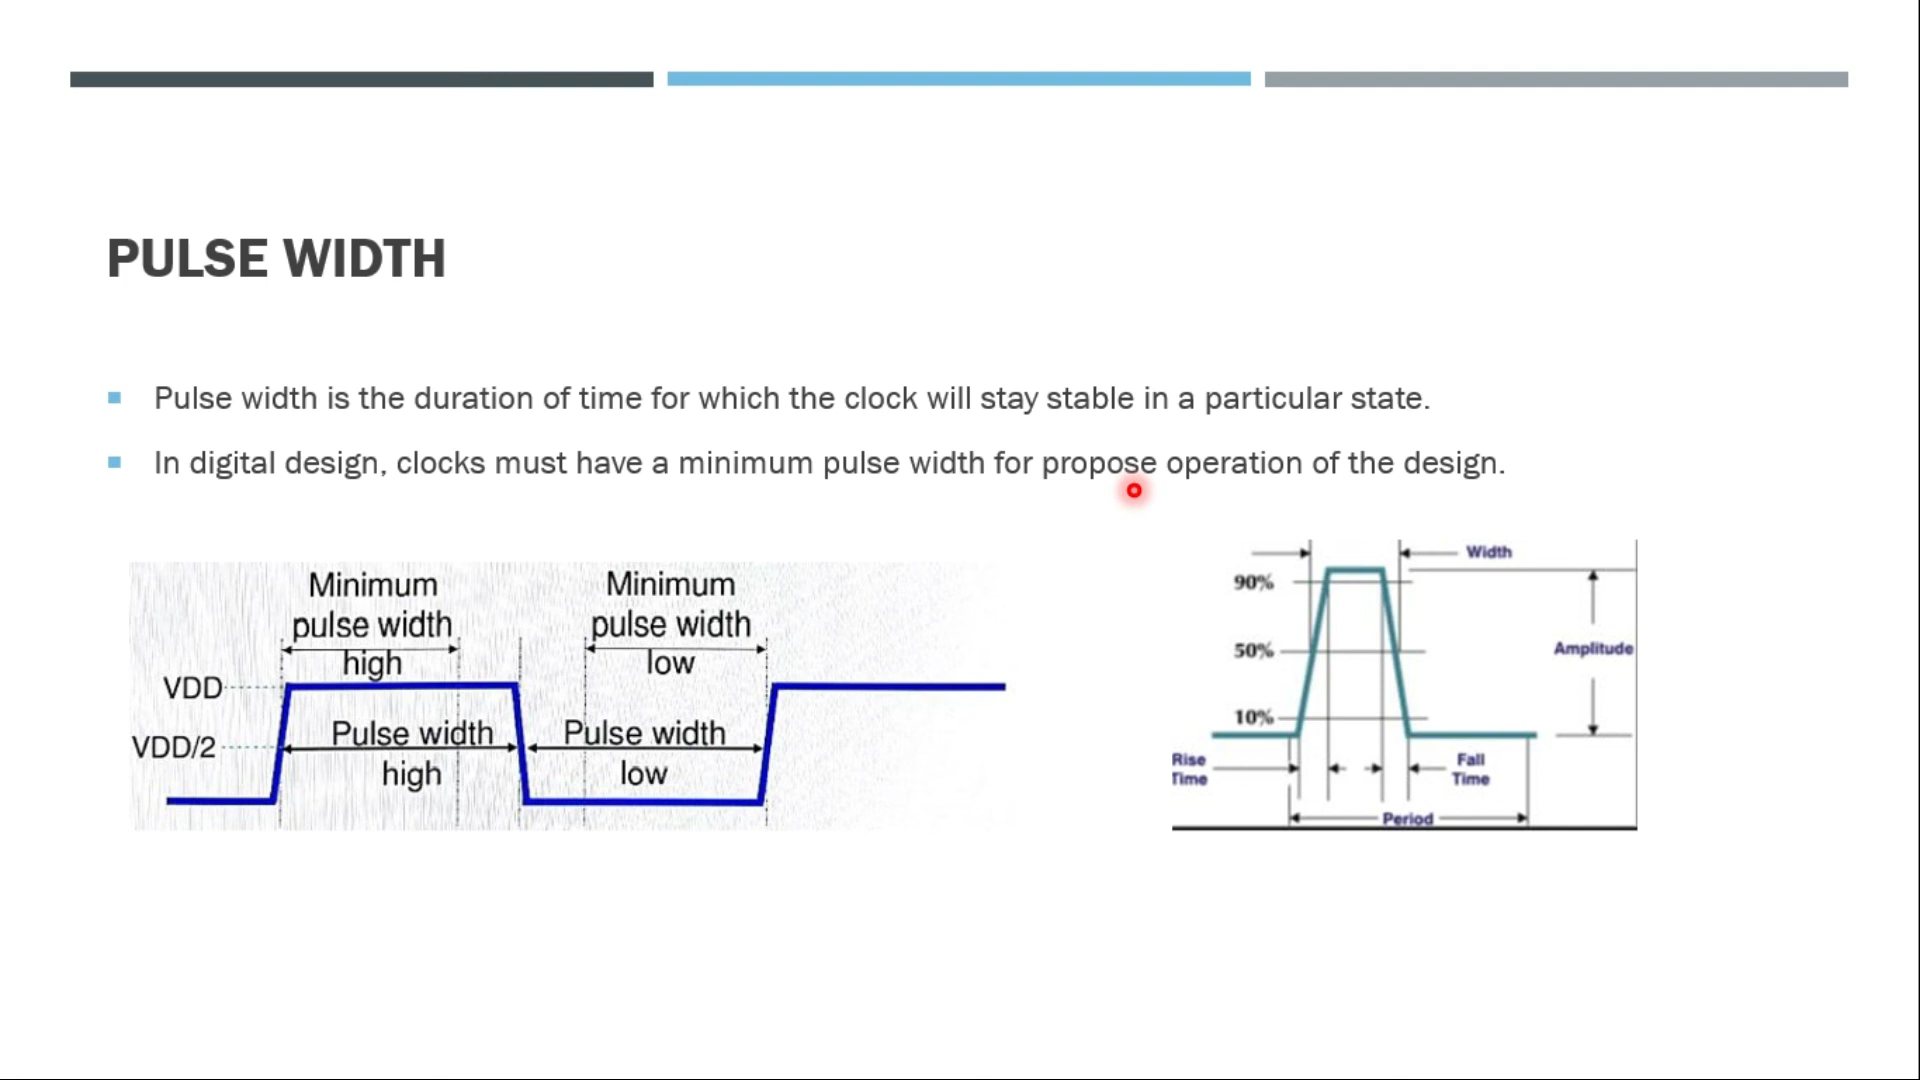 PULSE WIDTH
Pulse width is the duration of time for which the clock will stay stable in a particular state.
In digital design, clocks must have a minimum pulse width for propose operation of the design.
Minimum
pulse width
high
Minimum
pulse width
low
VDD
VDD/2
Pulse width
high
Pulse width
low
Width
90%
50%
10%
Amplitude
Rise
Time
Fall
Time
Period